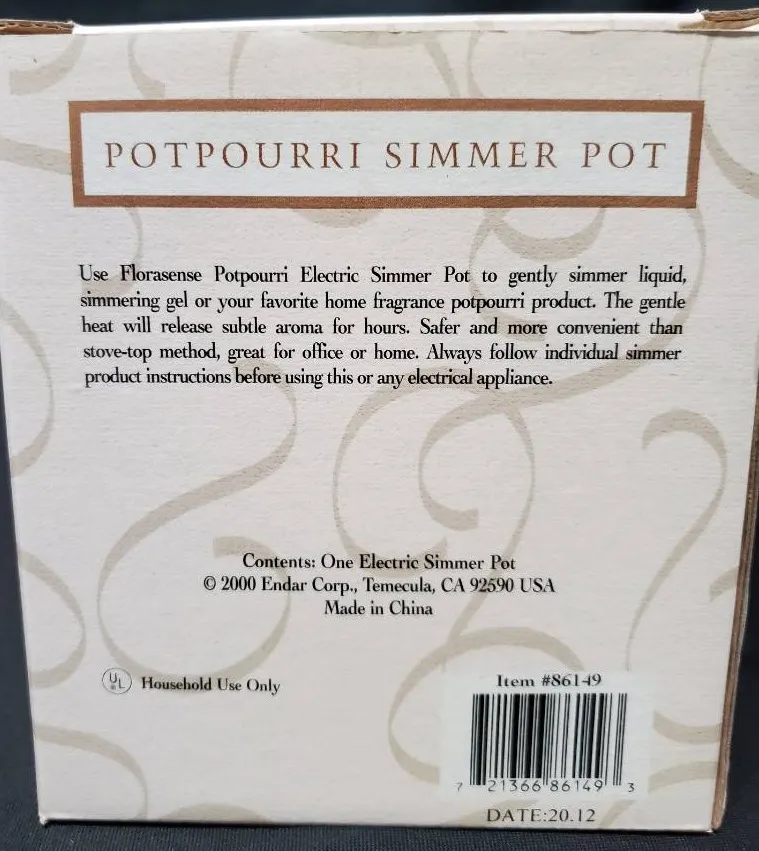 POTPOURRI SIMMER POT
Use Florasense Potpourri Electric Simmer Pot to gently simmer liquid,
simmering gel or your favorite home fragrance potpourri product. The gentle
heat will release subtle aroma for hours. Safer and more convenient than
stove-top method, great for office or home. Always follow individual simmer
product instructions before using this or any electrical appliance.
Contents: One Electric Simmer Pot
© 2000 Endar Corp., Temecula, CA 92590 USA
Made in China
UL ® Household Use Only
Item #86149
7 21366 86149 3
DATE:20.12